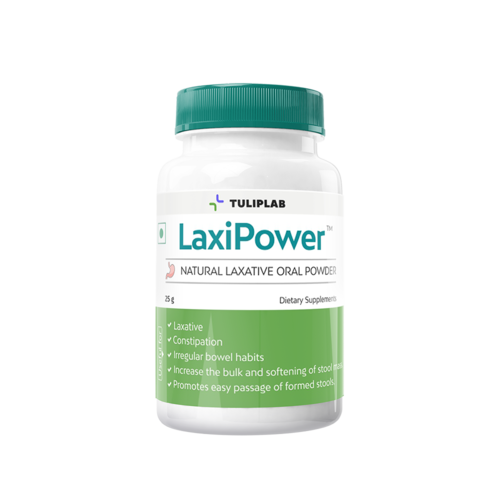 TULIPLAB
LaxiPower™
NATURAL LAXATIVE ORAL POWDER
25 g
Dietary Supplements
✓ Laxative
✓ Constipation
✓ Irregular bowel habits
✓ Increase the bulk and softening of stool
✓ Promotes easy passage of formed stools